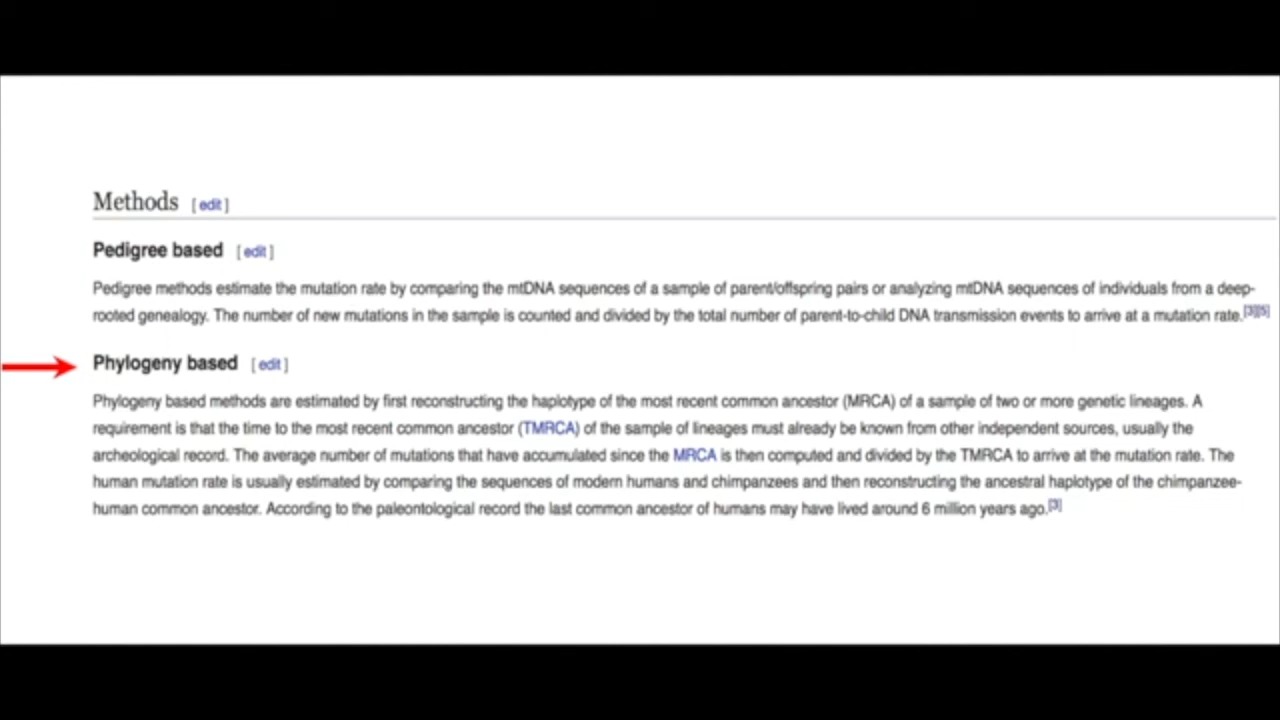 Methods [ edit ]
Pedigree based [ edit ]
Pedigree methods estimate the mutation rate by comparing the mtDNA sequences of a sample of parent/offspring pairs or analyzing mtDNA sequences of individuals from a deep-
rooted genealogy. The number of new mutations in the sample is counted and divided by the total number of parent-to-child DNA transmission events to arrive at a mutation rate.[3][5]
Phylogeny based [ edit ]
Phylogeny based methods are estimated by first reconstructing the haplotype of the most recent common ancestor (MRCA) of a sample of two or more genetic lineages. A
requirement is that the time to the most recent common ancestor (TMRCA) of the sample of lineages must already be known from other independent sources, usually the
archeological record. The average number of mutations that have accumulated since the MRCA is then computed and divided by the TMRCA to arrive at the mutation rate. The
human mutation rate is usually estimated by comparing the sequences of modern humans and chimpanzees and then reconstructing the ancestral haplotype of the chimpanzee-
human common ancestor. According to the paleontological record the last common ancestor of humans may have lived around 6 million years ago.[3]